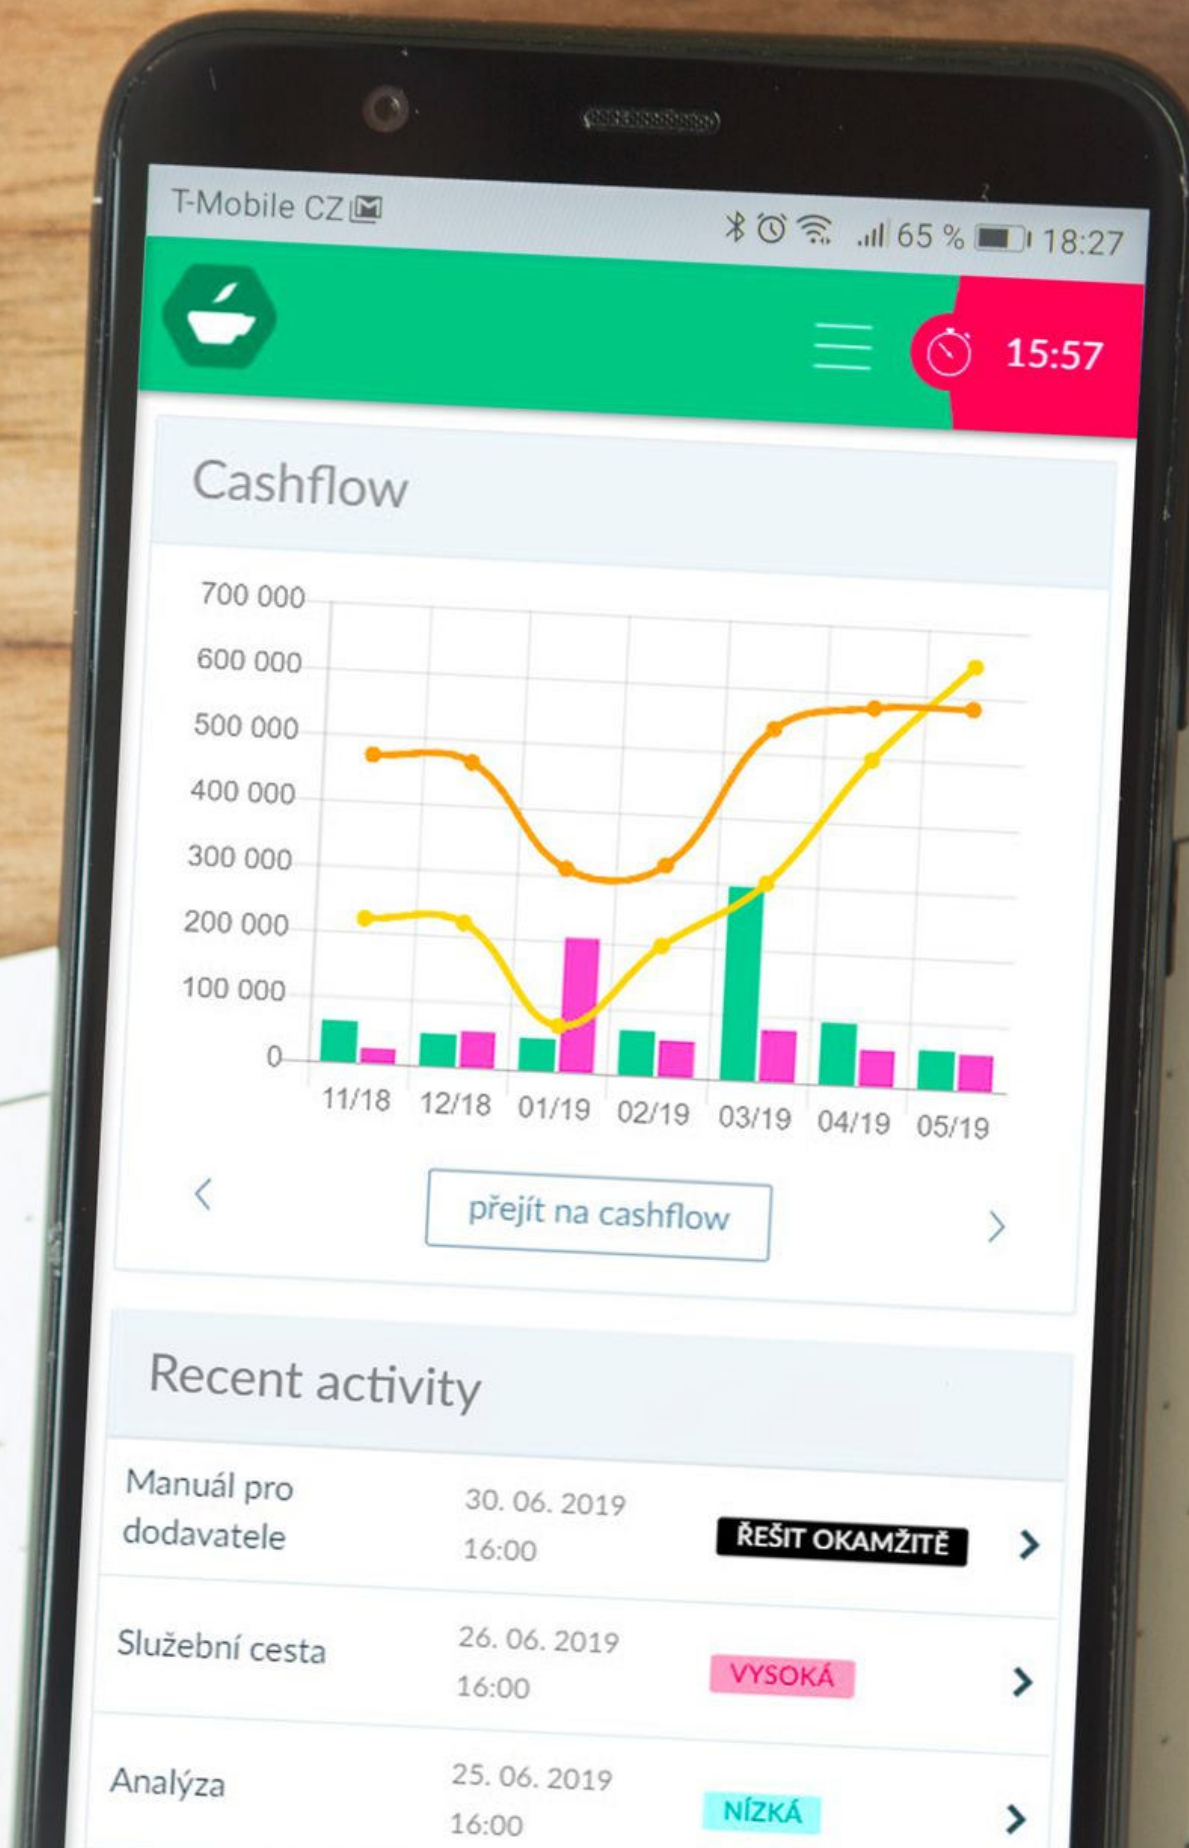 T-Mobile CZ 65 % 18:27
15:57
Cashflow
700 000
600 000
500 000
400 000
300 000
200 000
100 000
0
11/18 12/18 01/19 02/19 03/19 04/19 05/19
přejít na cashflow
Recent activity
Manuál pro
dodavatele
30. 06. 2019
16:00
ŘEŠIT OKAMŽITĚ
Služební cesta
26. 06. 2019
16:00
VYSOKÁ
Analýza
25. 06. 2019
16:00
NÍZKÁ